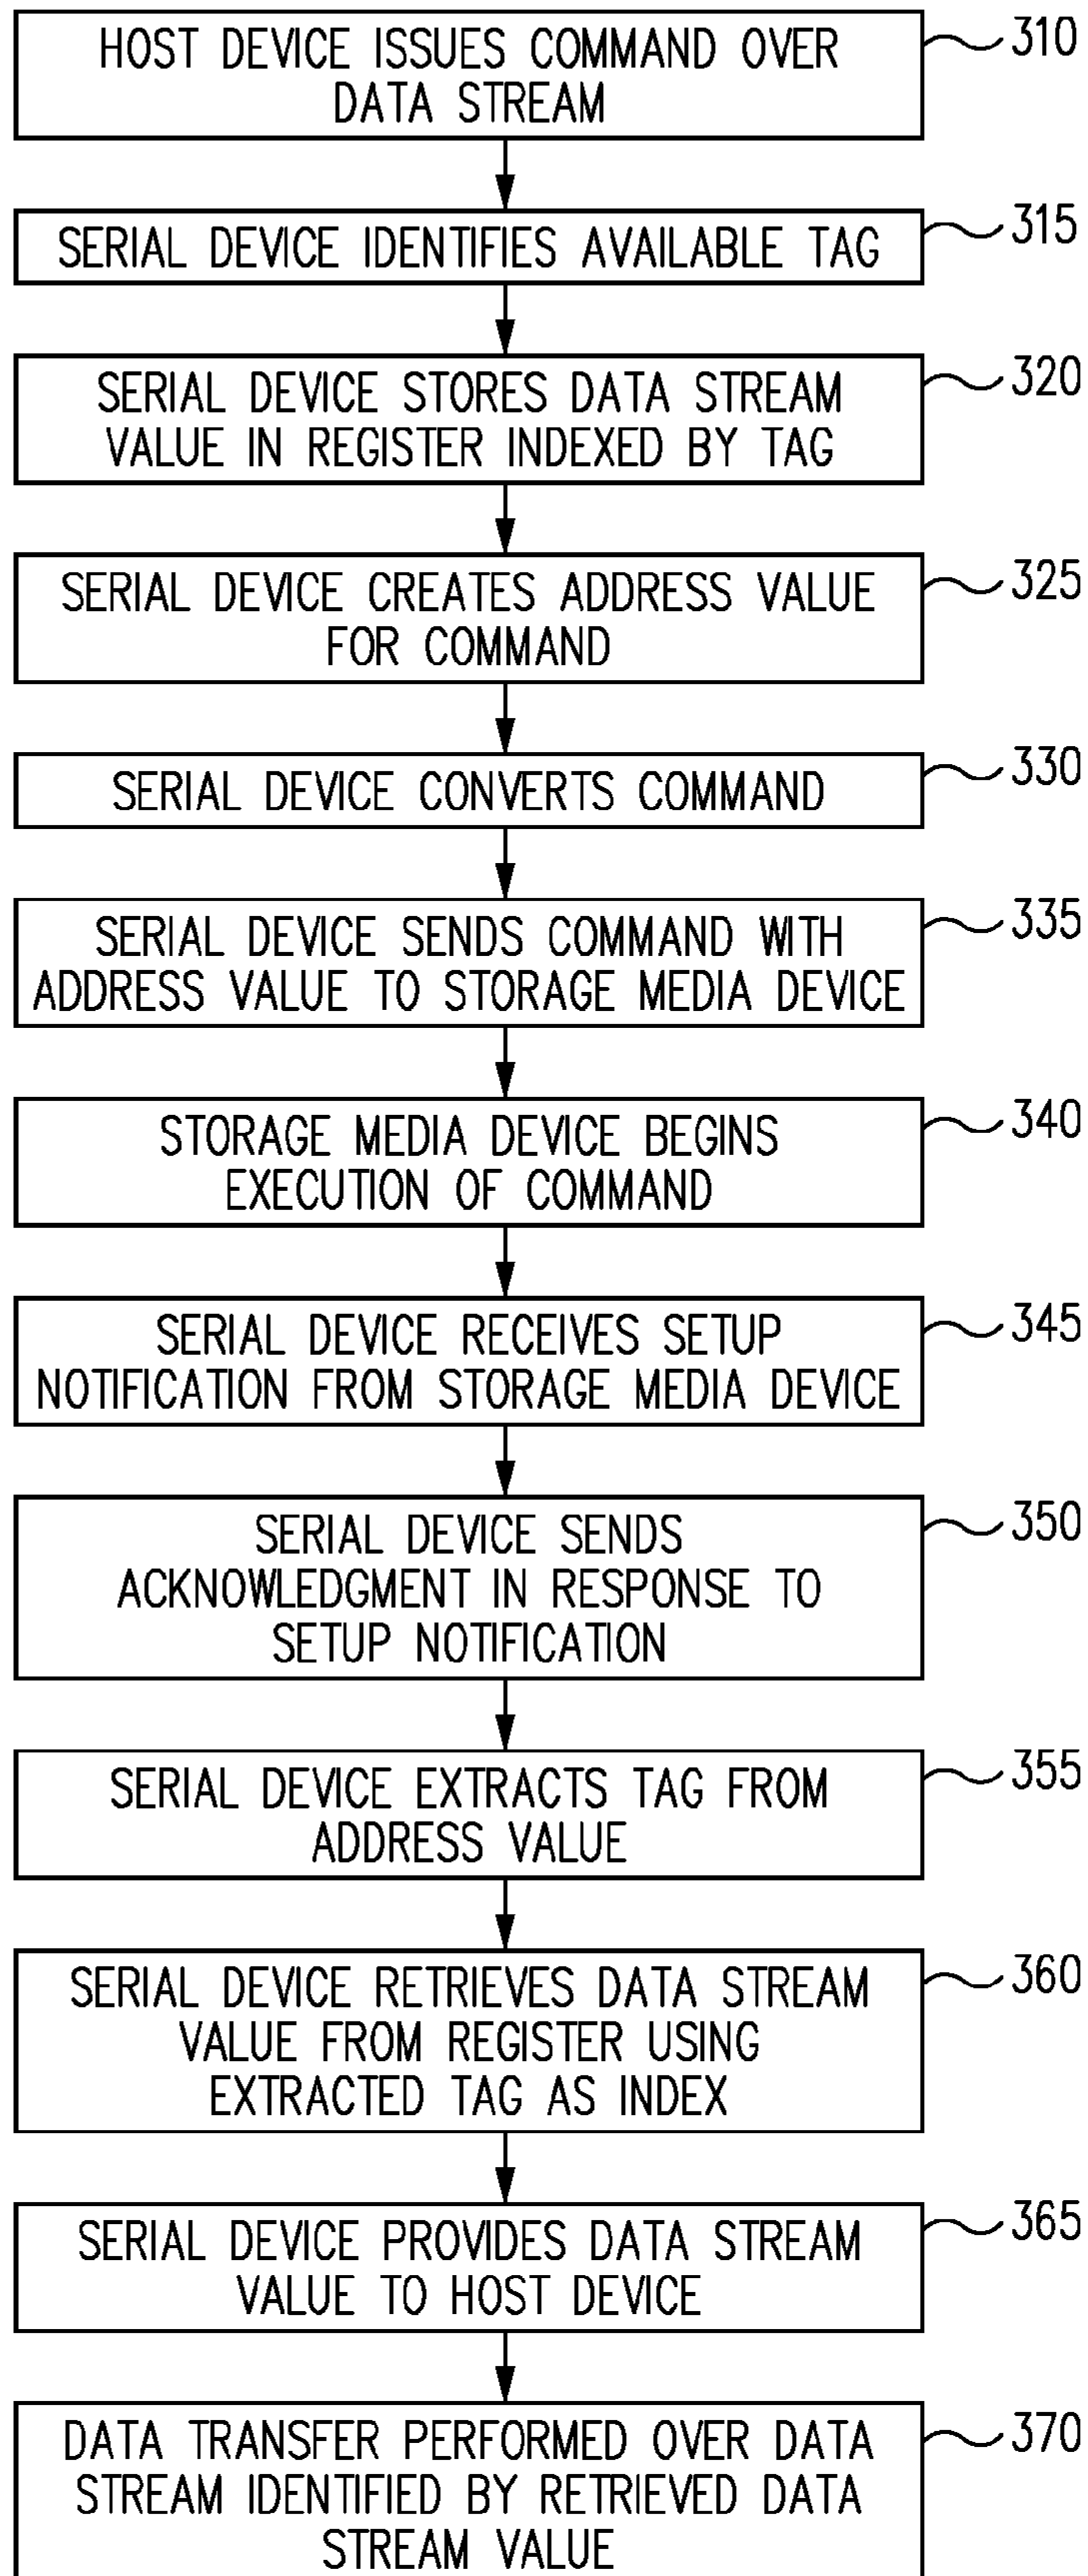 HOST DEVICE ISSUES COMMAND OVER
DATA STREAM
310
SERIAL DEVICE IDENTIFIES AVAILABLE TAG
315
SERIAL DEVICE STORES DATA STREAM
VALUE IN REGISTER INDEXED BY TAG
320
SERIAL DEVICE CREATES ADDRESS VALUE
FOR COMMAND
325
SERIAL DEVICE CONVERTS COMMAND
330
SERIAL DEVICE SENDS COMMAND WITH
ADDRESS VALUE TO STORAGE MEDIA DEVICE
335
STORAGE MEDIA DEVICE BEGINS
EXECUTION OF COMMAND
340
SERIAL DEVICE RECEIVES SETUP
NOTIFICATION FROM STORAGE MEDIA DEVICE
345
SERIAL DEVICE SENDS
ACKNOWLEDGMENT IN RESPONSE TO
SETUP NOTIFICATION
350
SERIAL DEVICE EXTRACTS TAG FROM
ADDRESS VALUE
355
SERIAL DEVICE RETRIEVES DATA STREAM
VALUE FROM REGISTER USING
EXTRACTED TAG AS INDEX
360
SERIAL DEVICE PROVIDES DATA STREAM
VALUE TO HOST DEVICE
365
DATA TRANSFER PERFORMED OVER DATA
STREAM IDENTIFIED BY RETRIEVED DATA
STREAM VALUE
370